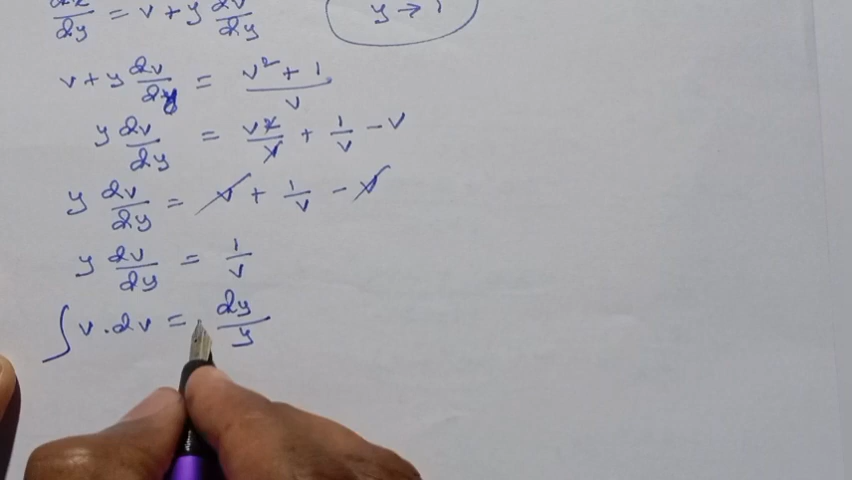 dx/dy = v + y dv/dy
y → 1
v + y dv/dy = v² + 1 / v
y dv/dy = v² / v + 1/v - v
y dv/dy = v + 1/v - v
y dv/dy = 1/v
∫ v . dv = dy/y